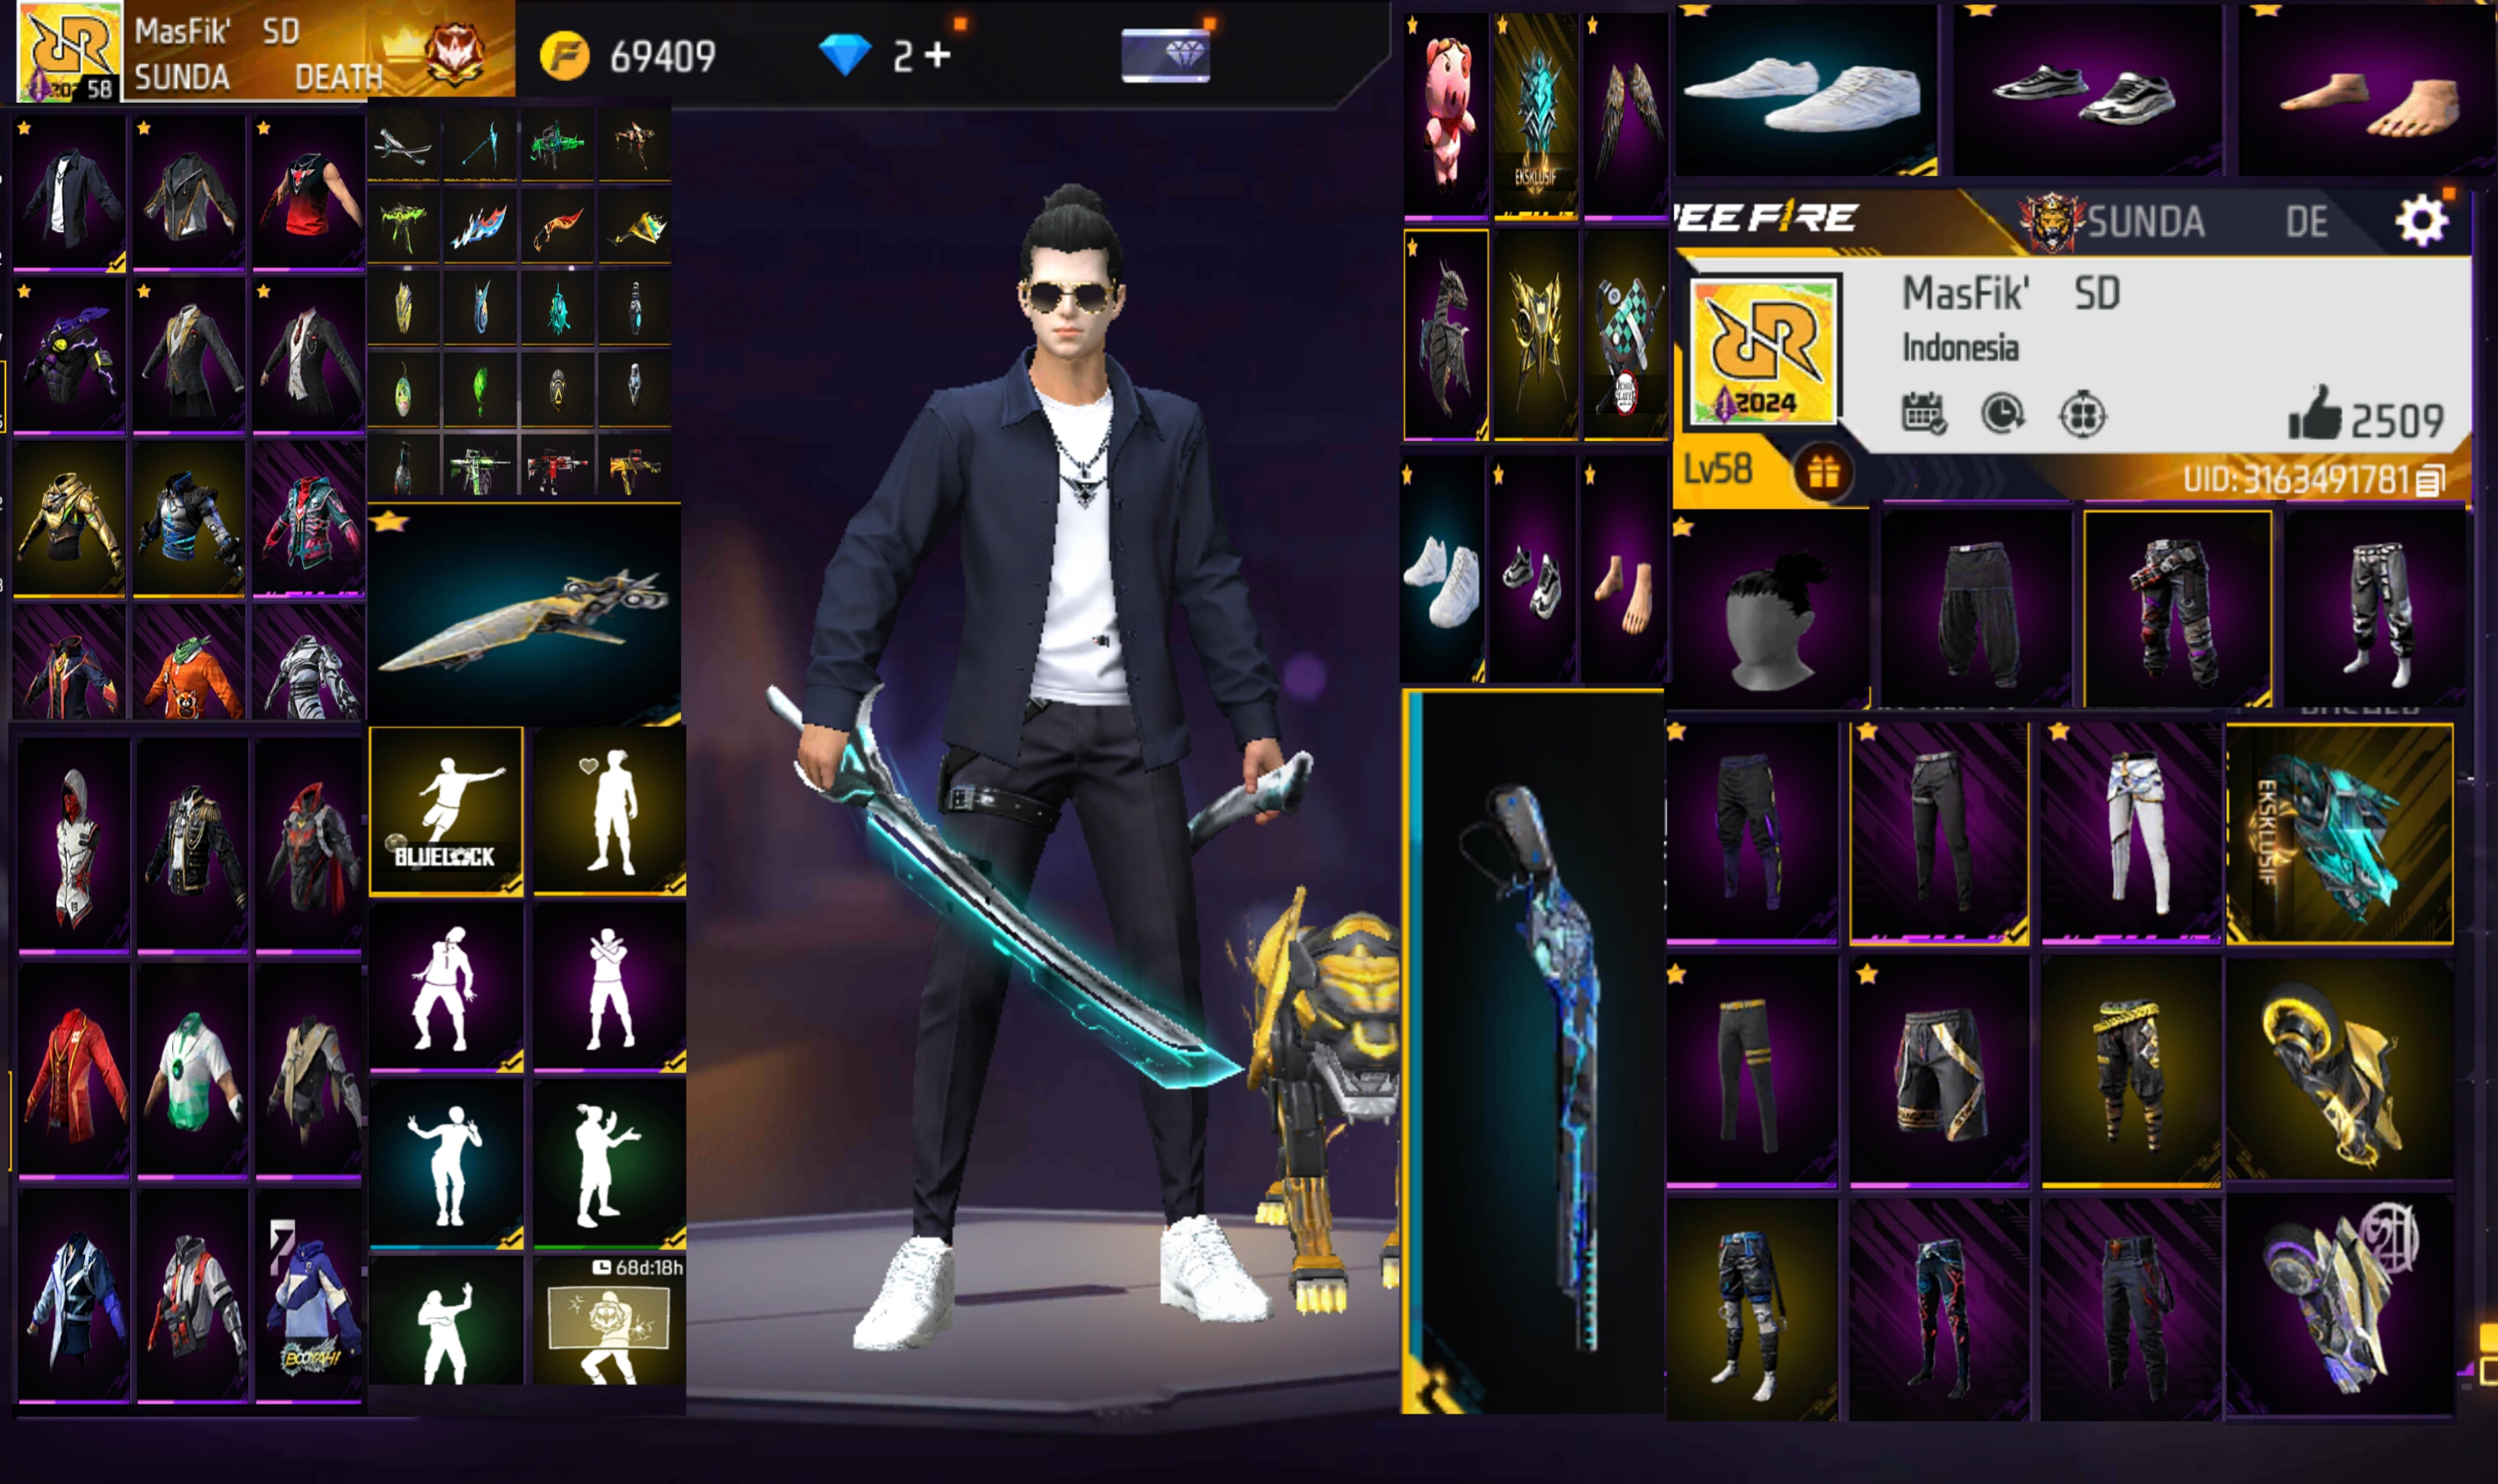 MasFik' SD
SUNDA DEATH
58
69409
2 +
EKSKLUSIF
EE FIRE
SUNDA DE
MasFik' SD
Indonesia
2024
2509
Lv58
UID:3163491781
EKSKLUSIF
BLUELOCK
68d:18h
BOOYAH!